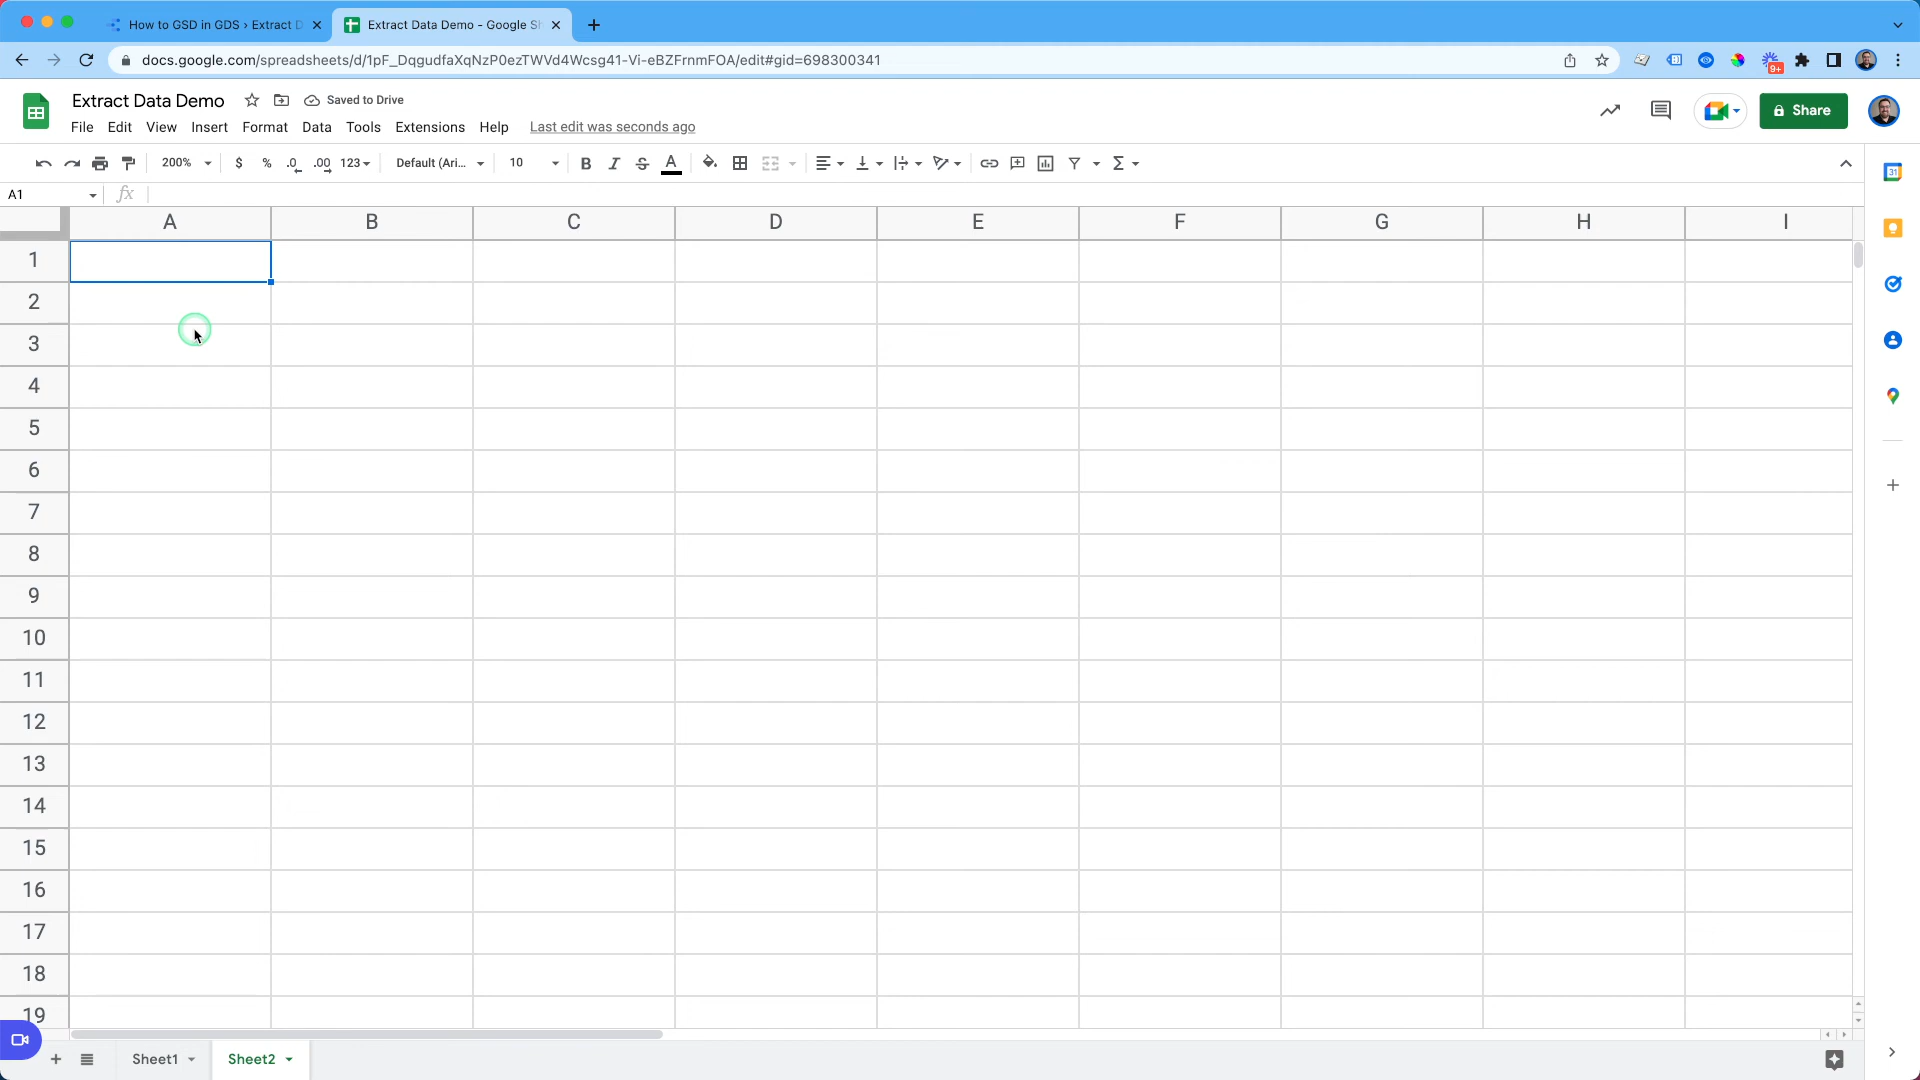 How to GSD in GDS › Extract D
Extract Data Demo - Google Sh
docs.google.com/spreadsheets/d/1pF_DqgudfaXqNzP0ezTWVd4Wcsg41-Vi-eBZFrnmFOA/edit#gid=698300341
9+
Extract Data Demo
Saved to Drive
File Edit View Insert Format Data Tools Extensions Help Last edit was seconds ago
Share
200% $ % .0 .00 123 Default (Ari... 10 B I S A Σ
31
A1 fx
A B C D E F G H I
1
2
3
4
5
6
7
8
9
10
11
12
13
14
15
16
17
18
19
Sheet1 Sheet2